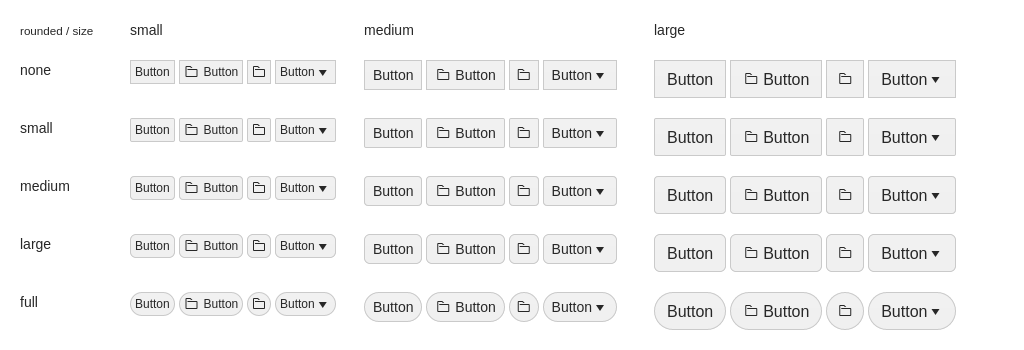 rounded / size small medium large
none Button Button Button Button Button Button Button Button Button
small Button Button Button Button Button Button Button Button Button
medium Button Button Button Button Button Button Button Button Button
large Button Button Button Button Button Button Button Button Button
full Button Button Button Button Button Button Button Button Button